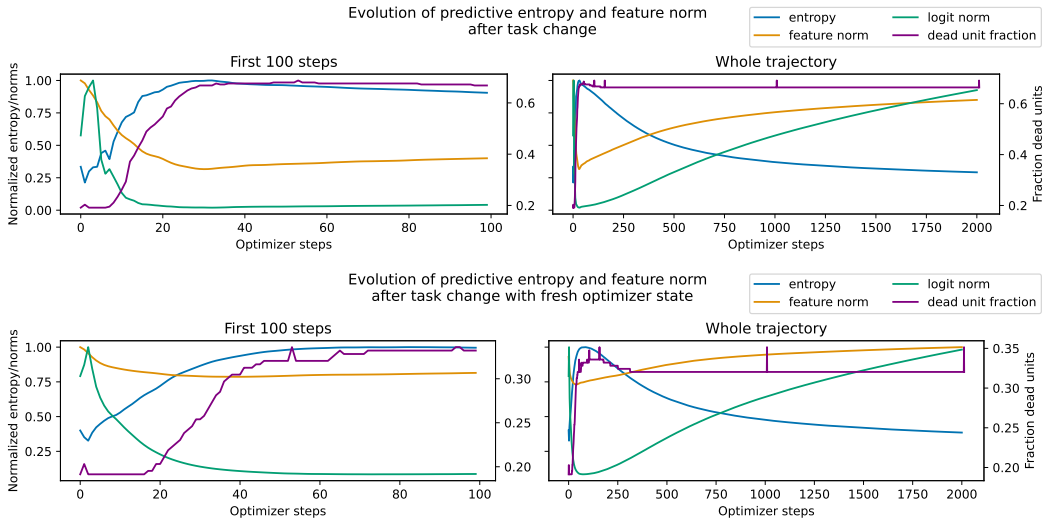 Evolution of predictive entropy and feature norm
after task change
entropy
feature norm
logit norm
dead unit fraction
First 100 steps
Whole trajectory
Normalized entropy/norms
1.00
0.75
0.50
0.25
0.00
0.6
0.4
0.2
0 20 40 60 80 100
Optimizer steps
0.6
0.4
0.2
Fraction dead units
0 250 500 750 1000 1250 1500 1750 2000
Optimizer steps
Evolution of predictive entropy and feature norm
after task change with fresh optimizer state
entropy
feature norm
logit norm
dead unit fraction
First 100 steps
Whole trajectory
Normalized entropy/norms
1.00
0.75
0.50
0.25
0.30
0.25
0.20
0 20 40 60 80 100
Optimizer steps
0.35
0.30
0.25
0.20
Fraction dead units
0 250 500 750 1000 1250 1500 1750 2000
Optimizer steps